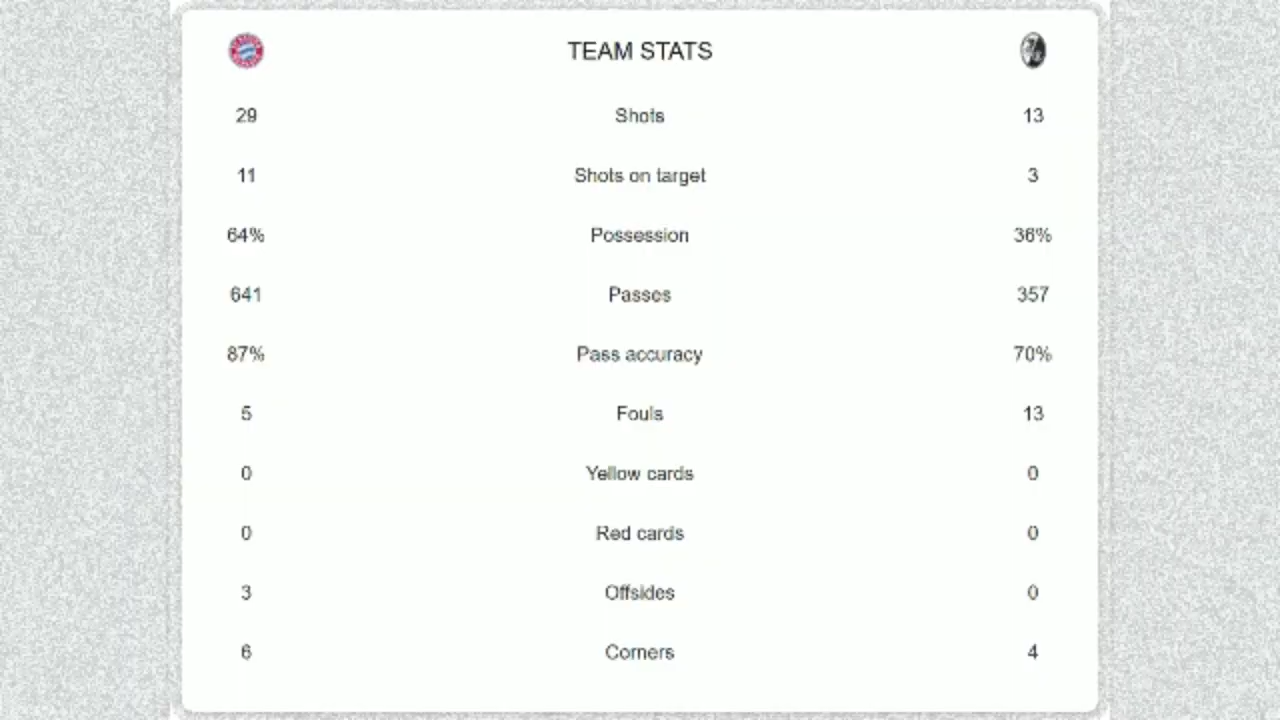 TEAM STATS
29 Shots 13
11 Shots on target 3
64% Possession 36%
641 Passes 357
87% Pass accuracy 70%
5 Fouls 13
0 Yellow cards 0
0 Red cards 0
3 Offsides 0
6 Corners 4